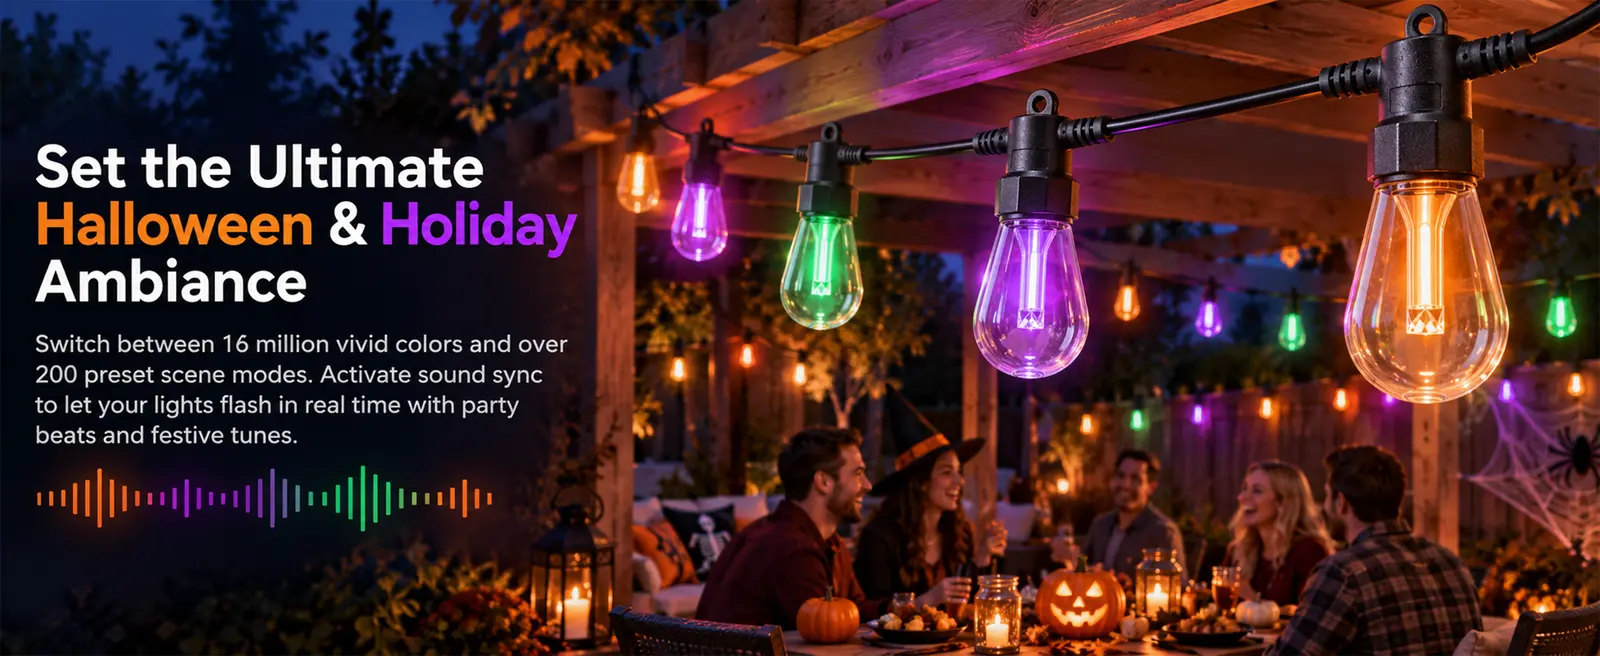 Set the Ultimate
Halloween & Holiday
Ambiance
Switch between 16 million vivid colors and over
200 preset scene modes. Activate sound sync
to let your lights flash in real time with party
beats and festive tunes.